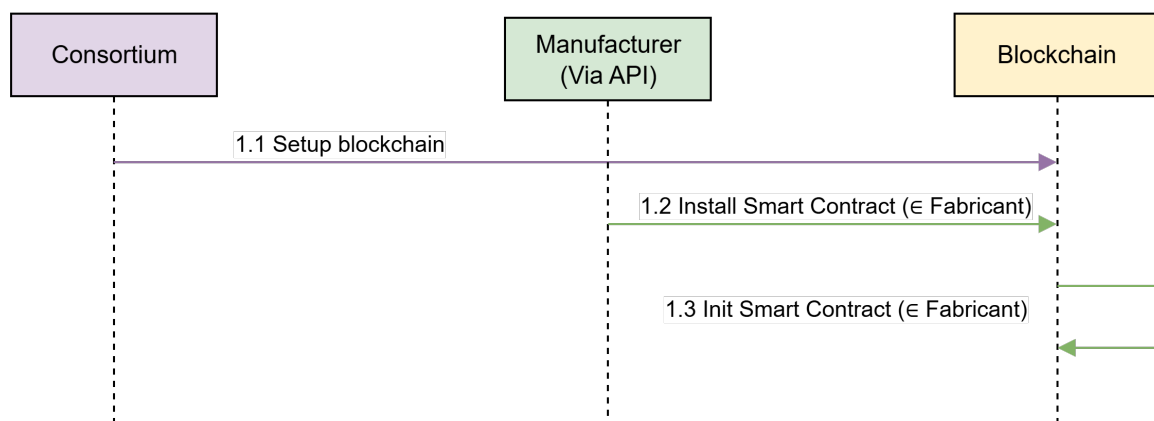 Consortium
Manufacturer
(Via API)
Blockchain
1.1 Setup blockchain
1.2 Install Smart Contract (∈ Fabricant)
1.3 Init Smart Contract (∈ Fabricant)